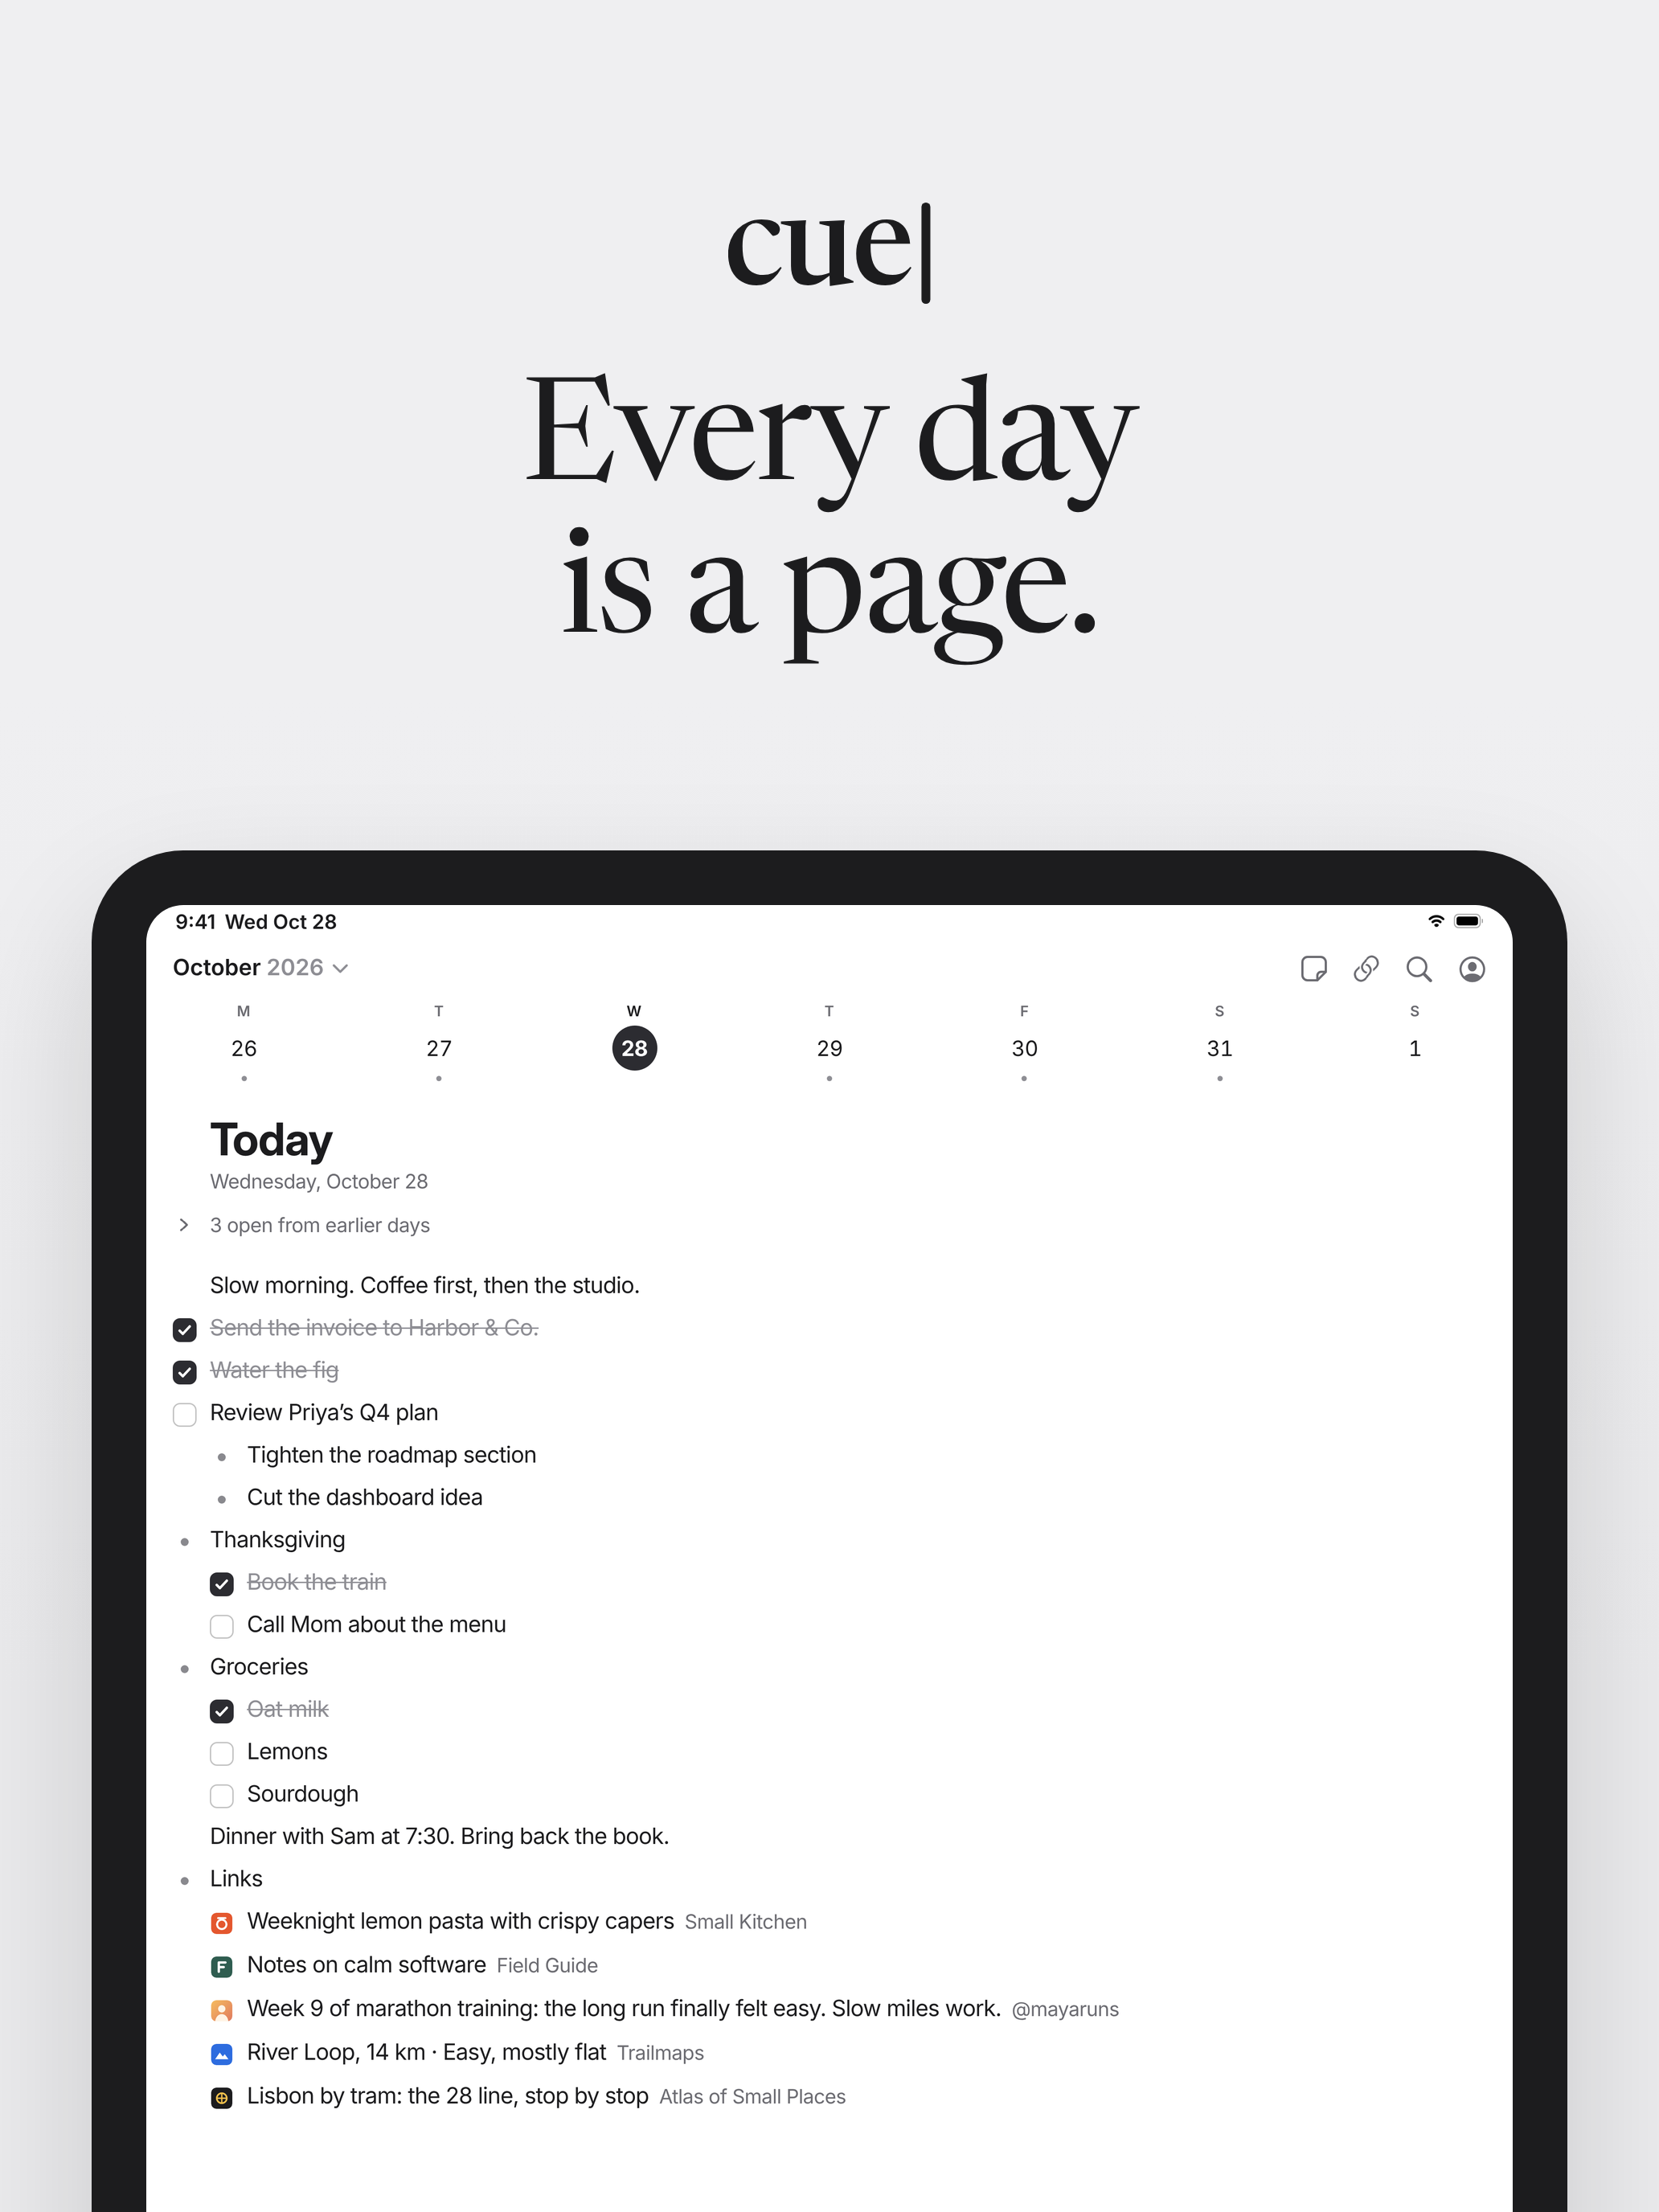 cue
Every day
is a page.
9:41 Wed Oct 28
October 2026
M T W T F S S
26 27 28 29 30 31 1
Today
Wednesday, October 28
3 open from earlier days
Slow morning. Coffee first, then the studio.
Send the invoice to Harbor & Co.
Water the fig
Review Priya’s Q4 plan
• Tighten the roadmap section
• Cut the dashboard idea
• Thanksgiving
Book the train
Call Mom about the menu
• Groceries
Oat milk
Lemons
Sourdough
Dinner with Sam at 7:30. Bring back the book.
• Links
Weeknight lemon pasta with crispy capers Small Kitchen
F Notes on calm software Field Guide
Week 9 of marathon training: the long run finally felt easy. Slow miles work. @mayaruns
River Loop, 14 km · Easy, mostly flat Trailmaps
Lisbon by tram: the 28 line, stop by stop Atlas of Small Places